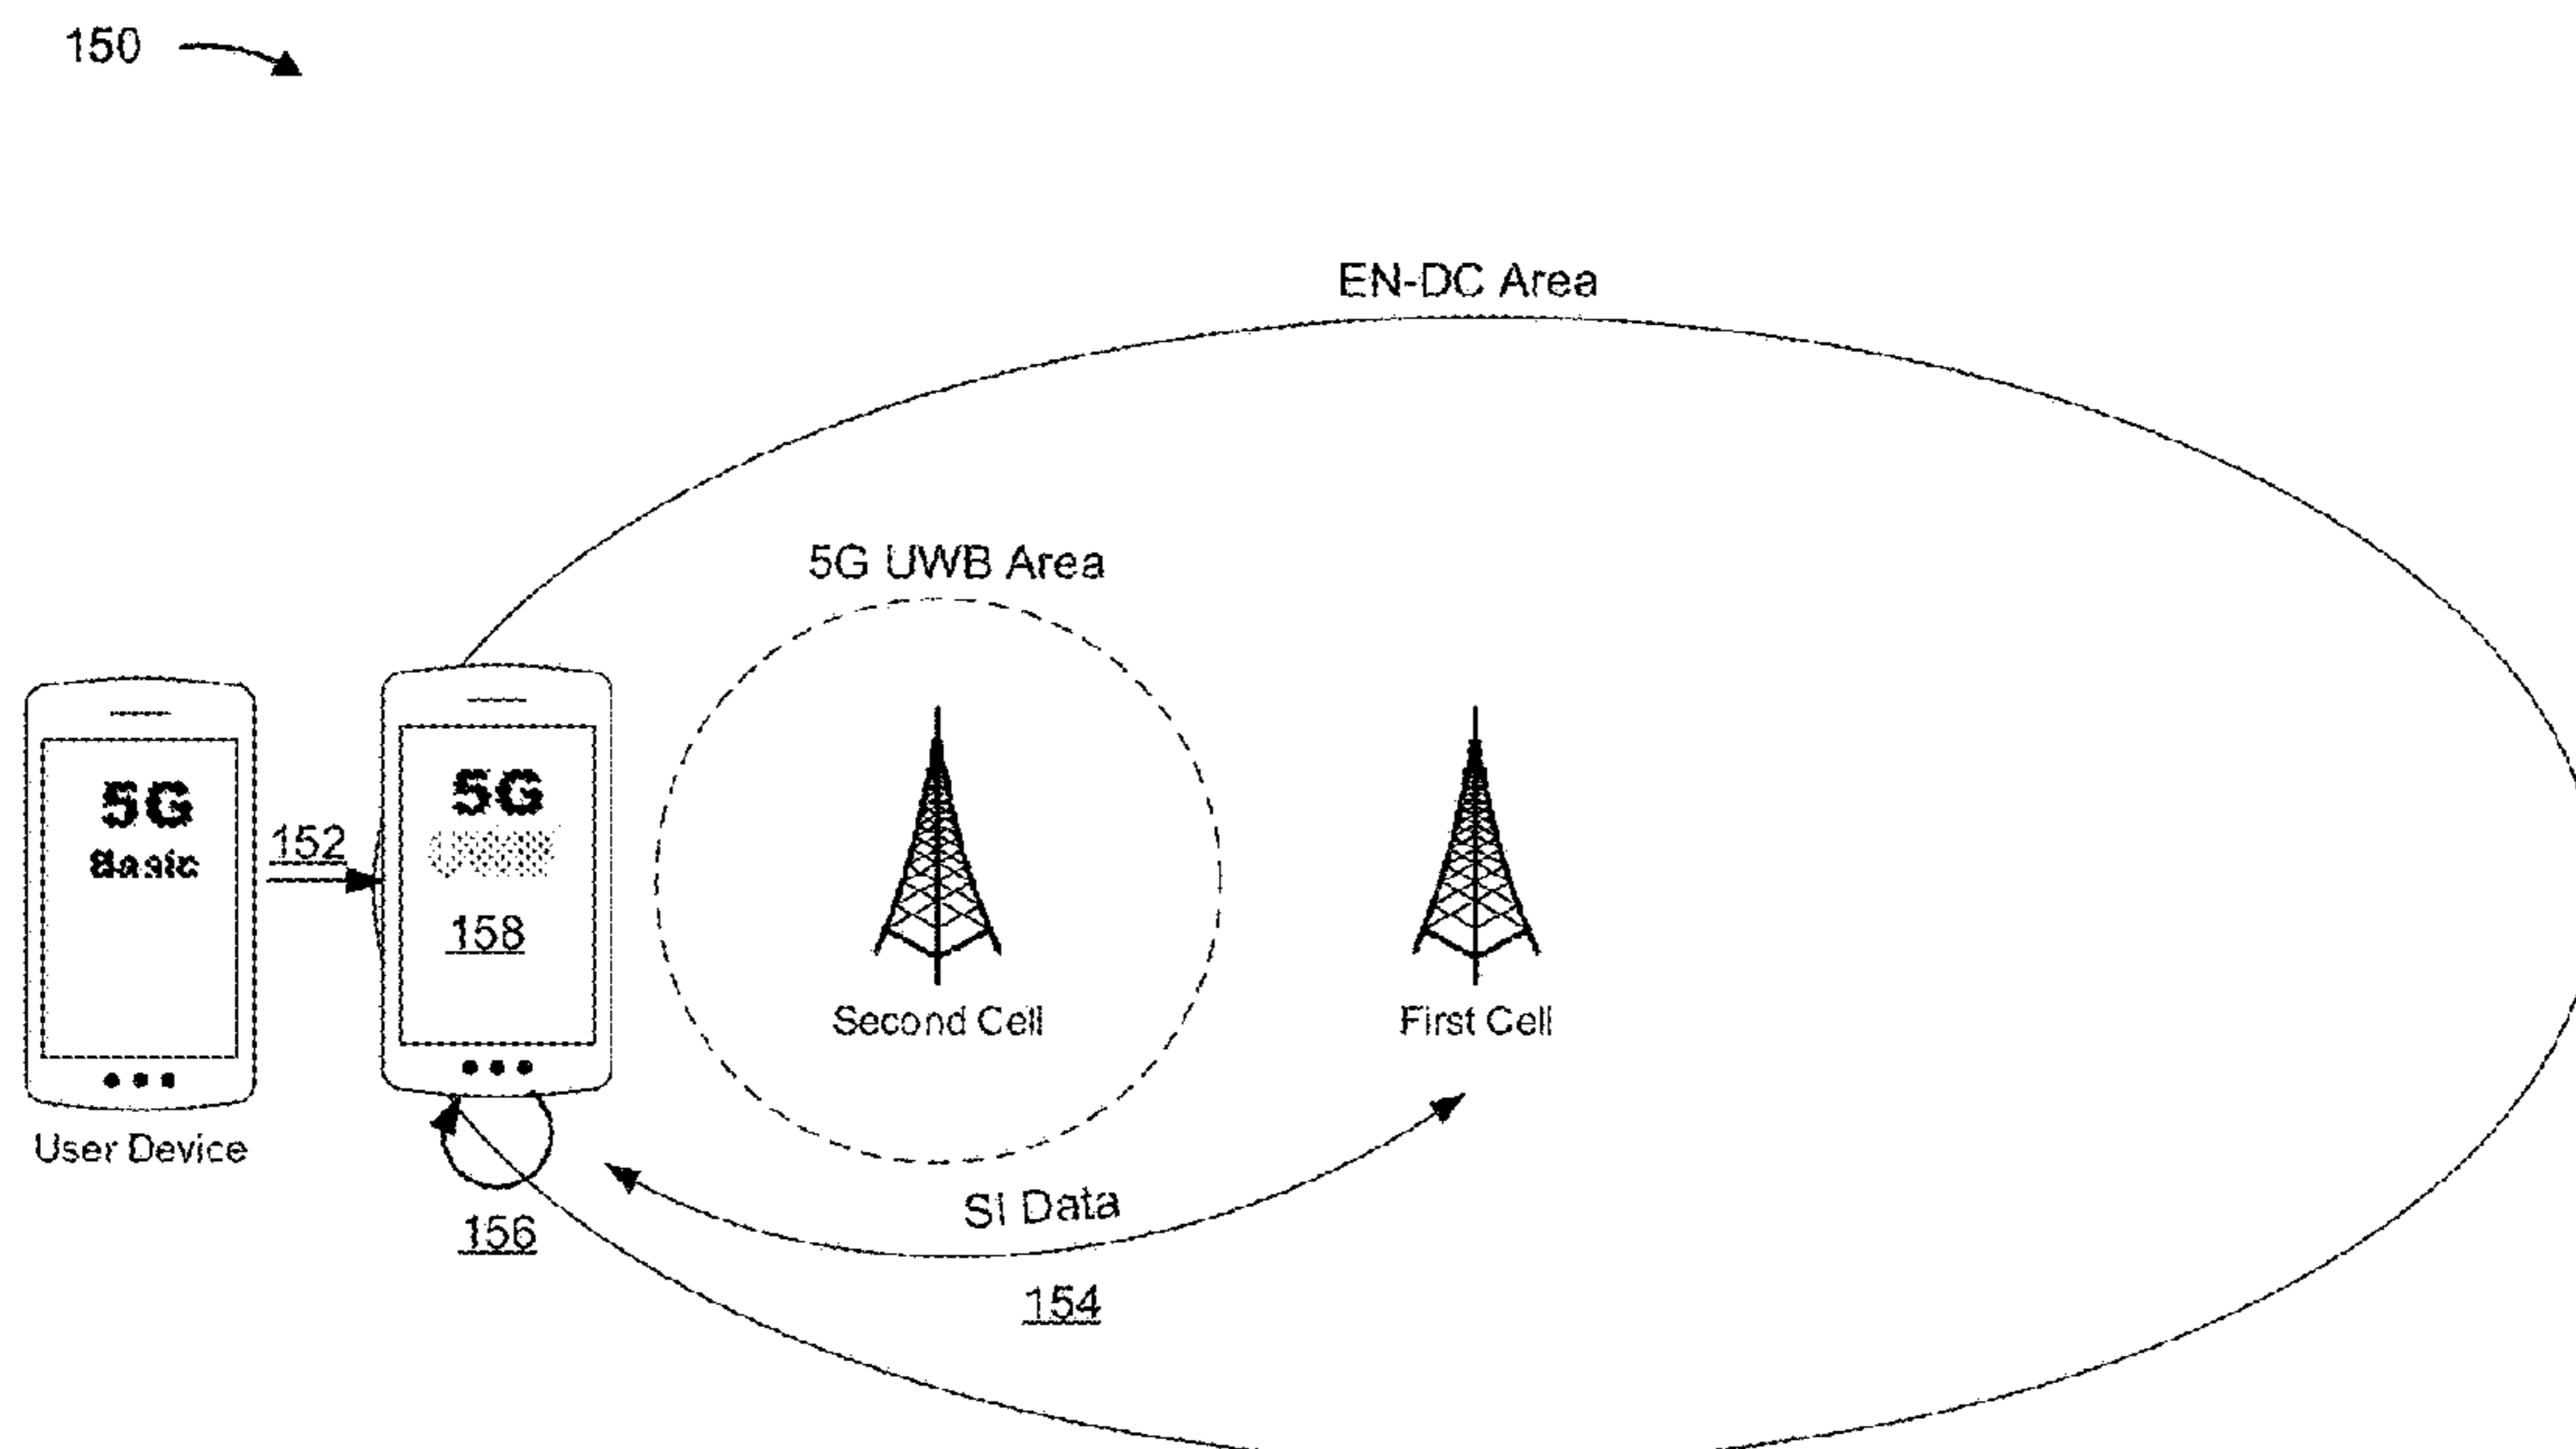 150
EN-DC Area
5G UWB Area
5G
Basic
152
5G
158
Second Cell
First Cell
User Device
SI Data
156
154